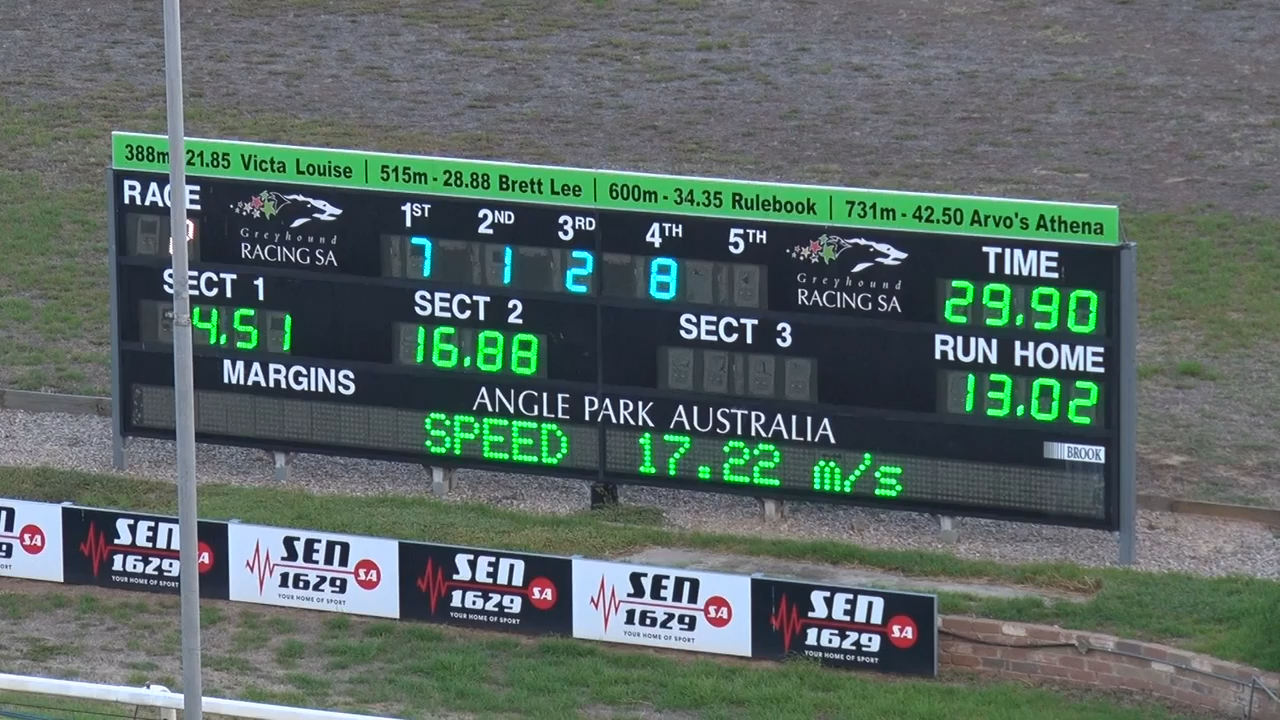 388m - 21.85 Victa Louise | 515m - 28.88 Brett Lee | 600m - 34.35 Rulebook | 731m - 42.50 Arvo's Athena
RACE
Greyhound
RACING SA
1ST 2ND 3RD 4TH 5TH
7 1 2 8
Greyhound
RACING SA
TIME
29.90
SECT 1
4.51
SECT 2
16.88
SECT 3
RUN HOME
13.02
MARGINS
ANGLE PARK AUSTRALIA
SPEED 17.22 m/s
BROOK
9 SA
SEN
1629 SA
YOUR HOME OF SPORT
SEN
1629 SA
YOUR HOME OF SPORT
SEN
1629 SA
YOUR HOME OF SPORT
SEN
1629 SA
YOUR HOME OF SPORT
SEN
1629 SA
YOUR HOME OF SPORT